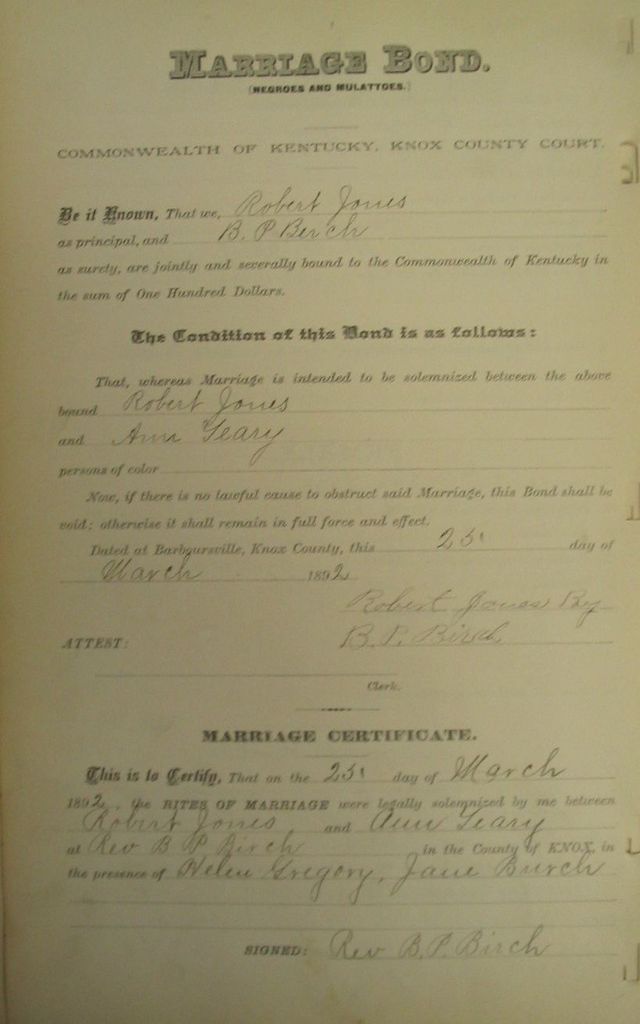 MARRIAGE BOND.
(NEGROES AND MULATTOES.)
COMMONWEALTH OF KENTUCKY, KNOX COUNTY COURT.
Be it Known, That we, Robert Jones
as principal, and B. P Berch
as surety, are jointly and severally bound to the Commonwealth of Kentucky in
the sum of One Hundred Dollars.
The Condition of this Bond is as follows:
That, whereas Marriage is intended to be solemnized between the above
bound Robert Jones
and Ann Geary
persons of color
Now, if there is no lawful cause to obstruct said Marriage, this Bond shall be
void; otherwise it shall remain in full force and effect.
Dated at Barboursville, Knox County, this 25 day of
March 1892
Robert Jones By
B. P. Birch
ATTEST:
Clerk.
MARRIAGE CERTIFICATE.
This is to Certify, That on the 25 day of March
1892, the RITES OF MARRIAGE were legally solemnized by me between
Robert Jones and Ann Geary
at Rev B P Birch in the County of KNOX, in
the presence of Helen Gregory, Jane Burch
SIGNED: Rev B. P. Birch